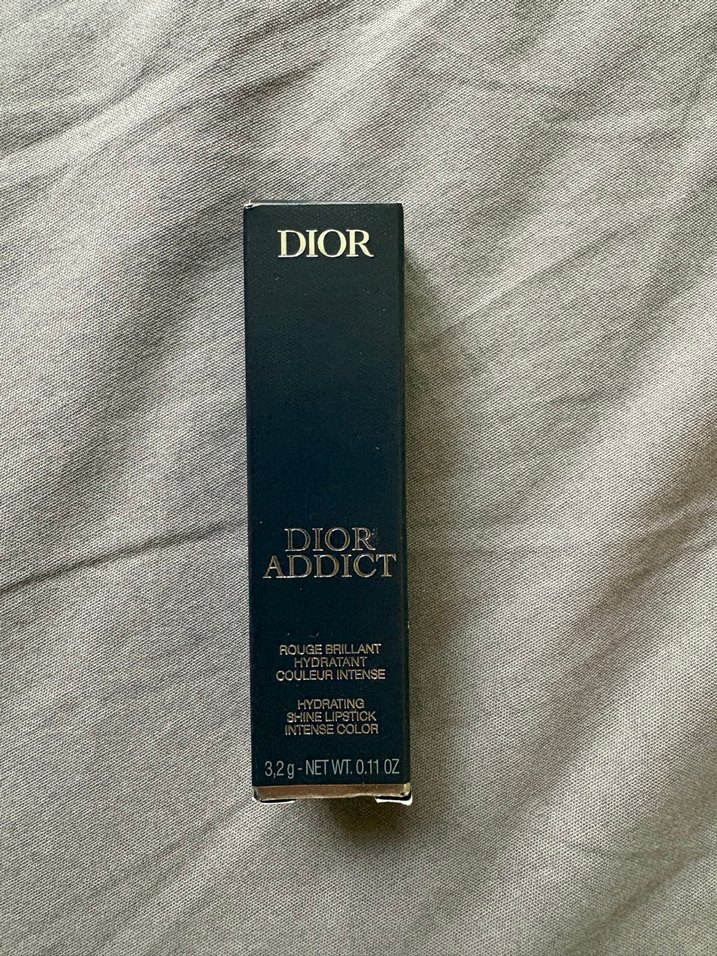 DIOR
DIOR
ADDICT
ROUGE BRILLANT
HYDRATANT
COULEUR INTENSE
HYDRATING
SHINE LIPSTICK
INTENSE COLOR
3,2 g - NET WT. 0.11 OZ